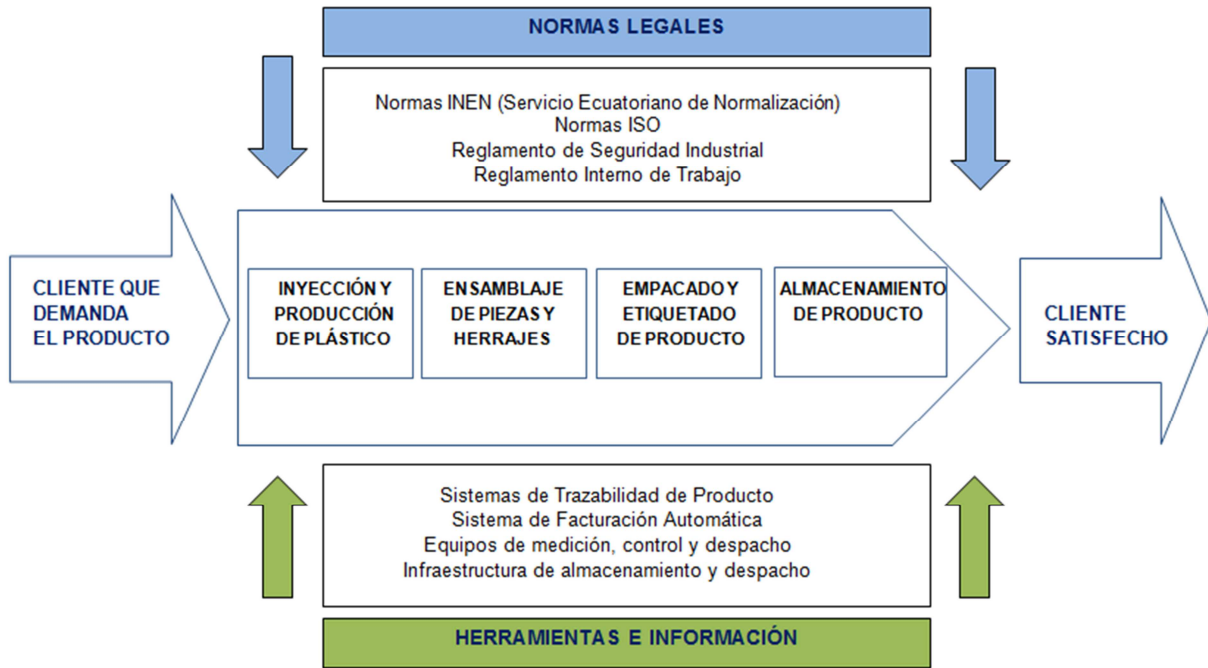 NORMAS LEGALES
Normas INEN (Servicio Ecuatoriano de Normalización)
Normas ISO
Reglamento de Seguridad Industrial
Reglamento Interno de Trabajo
CLIENTE QUE
DEMANDA
EL PRODUCTO
INYECCIÓN Y
PRODUCCIÓN
DE PLÁSTICO
ENSAMBLAJE
DE PIEZAS Y
HERRAJES
EMPACADO Y
ETIQUETADO
DE PRODUCTO
ALMACENAMIENTO
DE PRODUCTO
CLIENTE
SATISFECHO
Sistemas de Trazabilidad de Producto
Sistema de Facturación Automática
Equipos de medición, control y despacho
Infraestructura de almacenamiento y despacho
HERRAMIENTAS E INFORMACIÓN